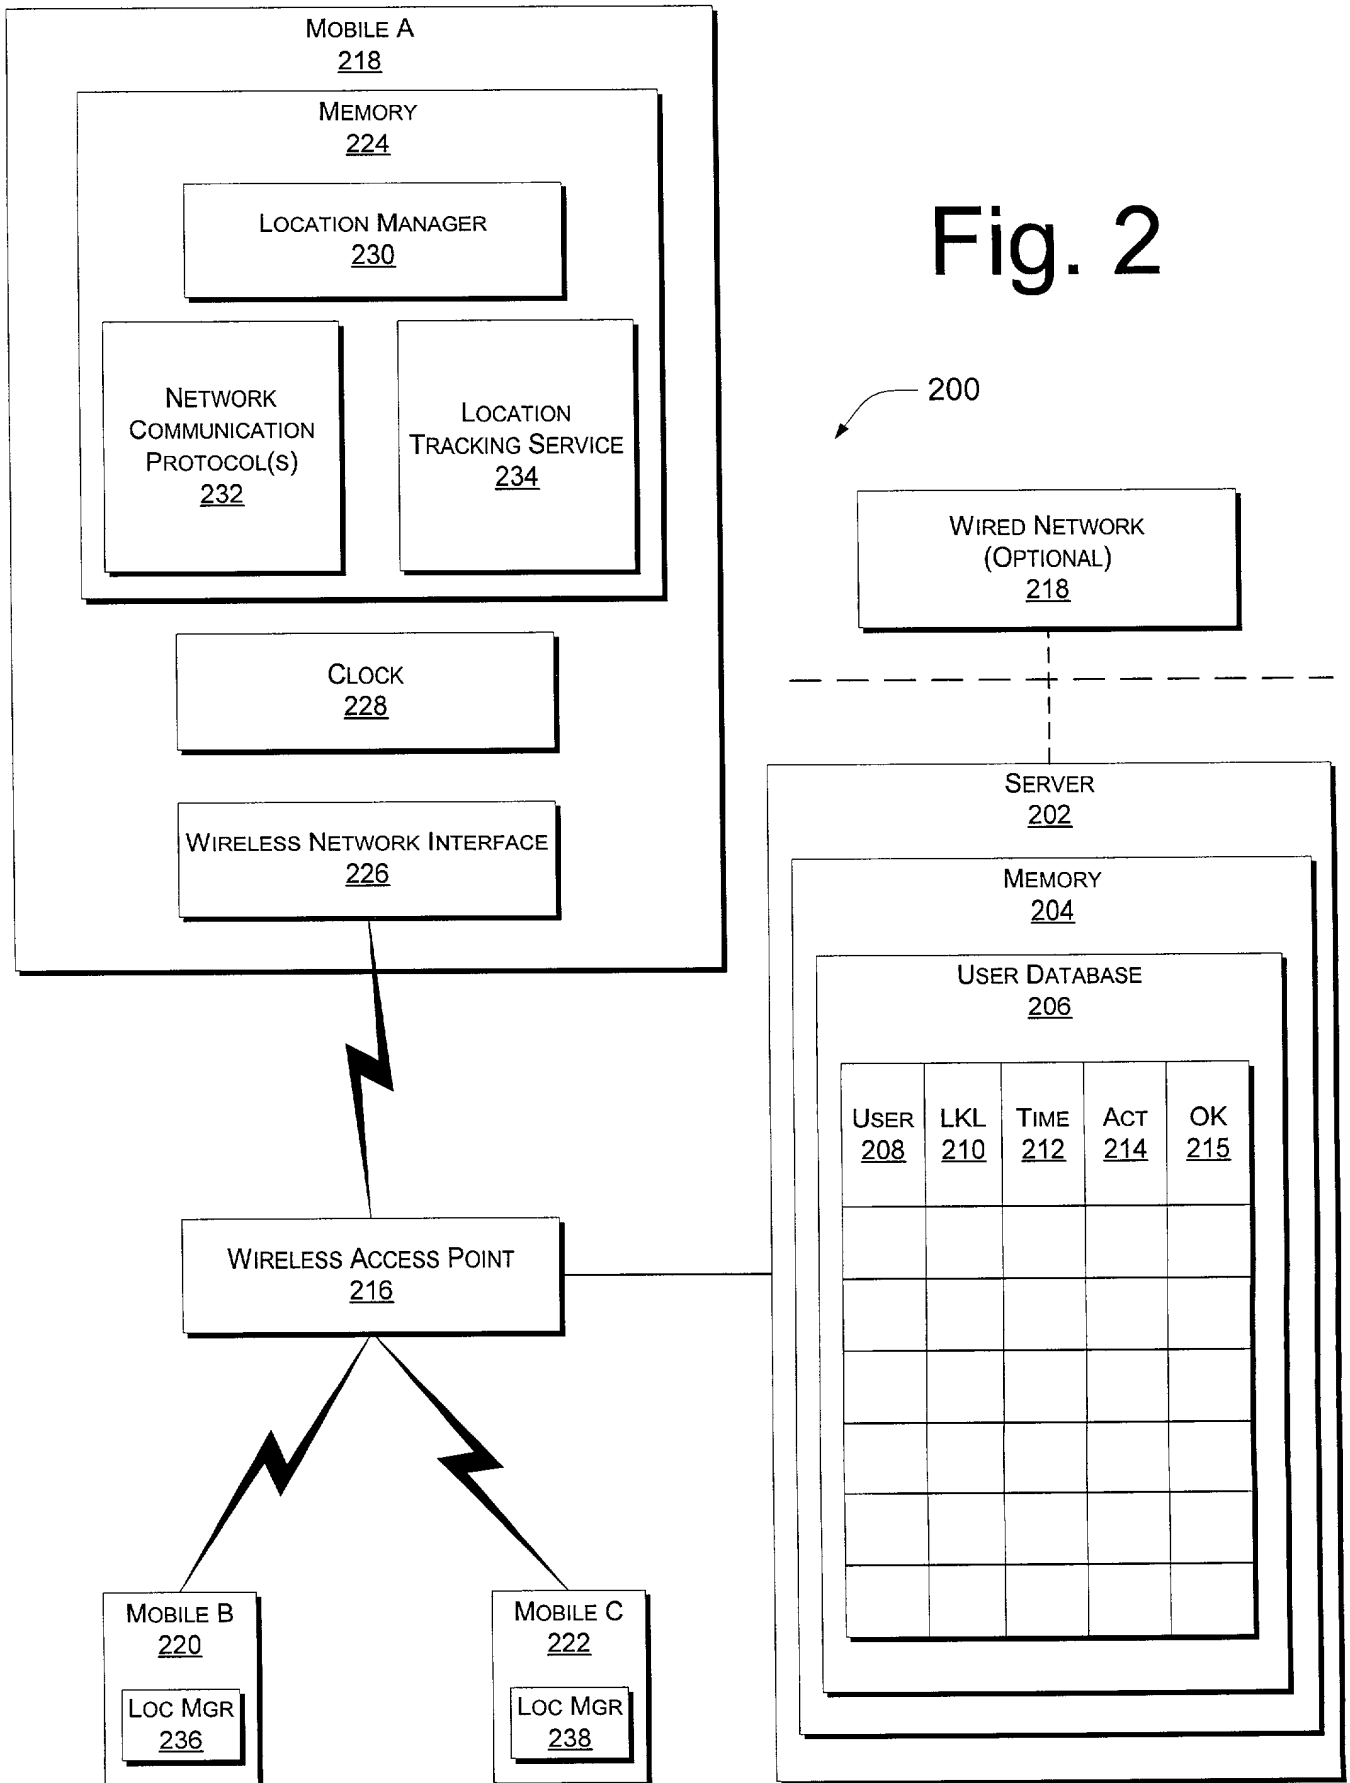 MOBILE A
218
MEMORY
224
LOCATION MANAGER
230
NETWORK
COMMUNICATION
PROTOCOL(S)
232
LOCATION
TRACKING SERVICE
234
CLOCK
228
WIRELESS NETWORK INTERFACE
226
Fig. 2
200
WIRED NETWORK
(OPTIONAL)
218
SERVER
202
MEMORY
204
USER DATABASE
206
USER LKL TIME ACT OK
208 210 212 214 215
WIRELESS ACCESS POINT
216
MOBILE B
220
LOC MGR
236
MOBILE C
222
LOC MGR
238